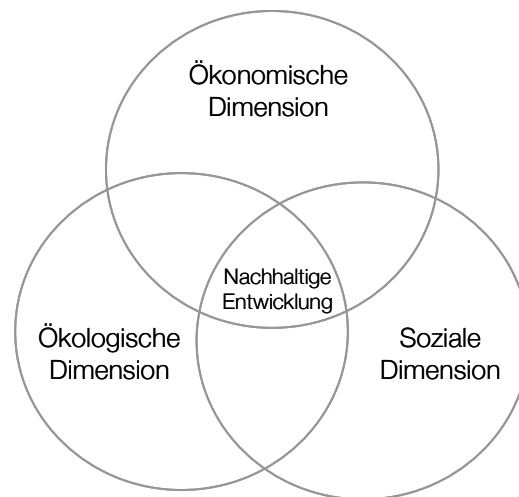 Ökonomische
Dimension
Nachhaltige
Entwicklung
Ökologische
Dimension
Soziale
Dimension